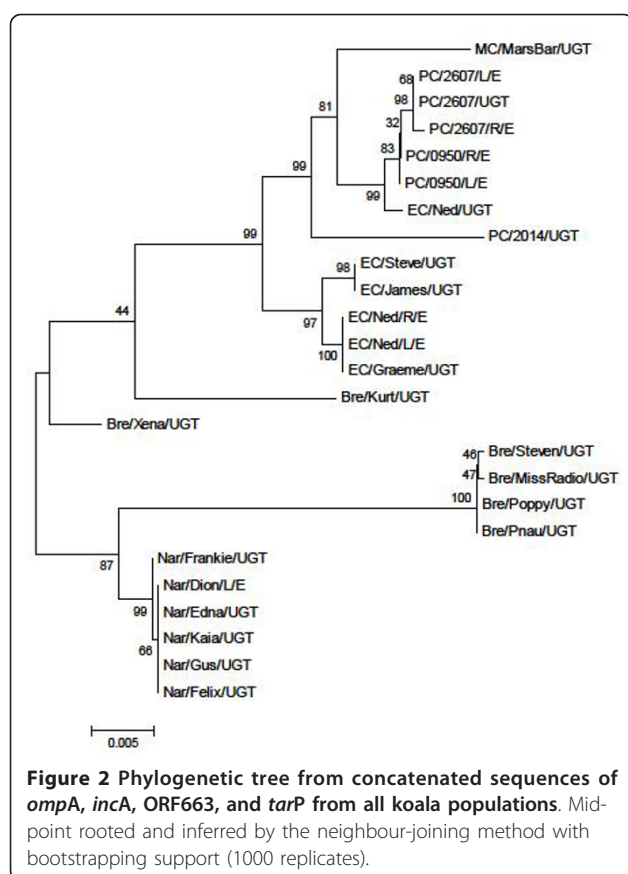 MC/MarsBar/UGT
68 PC/2607/L/E
98 PC/2607/UGT
81
32 PC/2607/R/E
83 PC/0950/R/E
99
PC/0950/L/E
99
EC/Ned/UGT
99
PC/2014/UGT
98 EC/Steve/UGT
EC/James/UGT
44
97 EC/Ned/R/E
EC/Ned/L/E
100
EC/Graeme/UGT
Bre/Kurt/UGT
Bre/Xena/UGT
46 Bre/Steven/UGT
47 Bre/MissRadio/UGT
100 Bre/Poppy/UGT
Bre/Pnau/UGT
87
Nar/Frankie/UGT
Nar/Dion/L/E
99 Nar/Edna/UGT
Nar/Kaia/UGT
66
Nar/Gus/UGT
Nar/Felix/UGT
0.005
Figure 2 Phylogenetic tree from concatenated sequences of
ompA, incA, ORF663, and tarP from all koala populations. Mid-
point rooted and inferred by the neighbour-joining method with
bootstrapping support (1000 replicates).